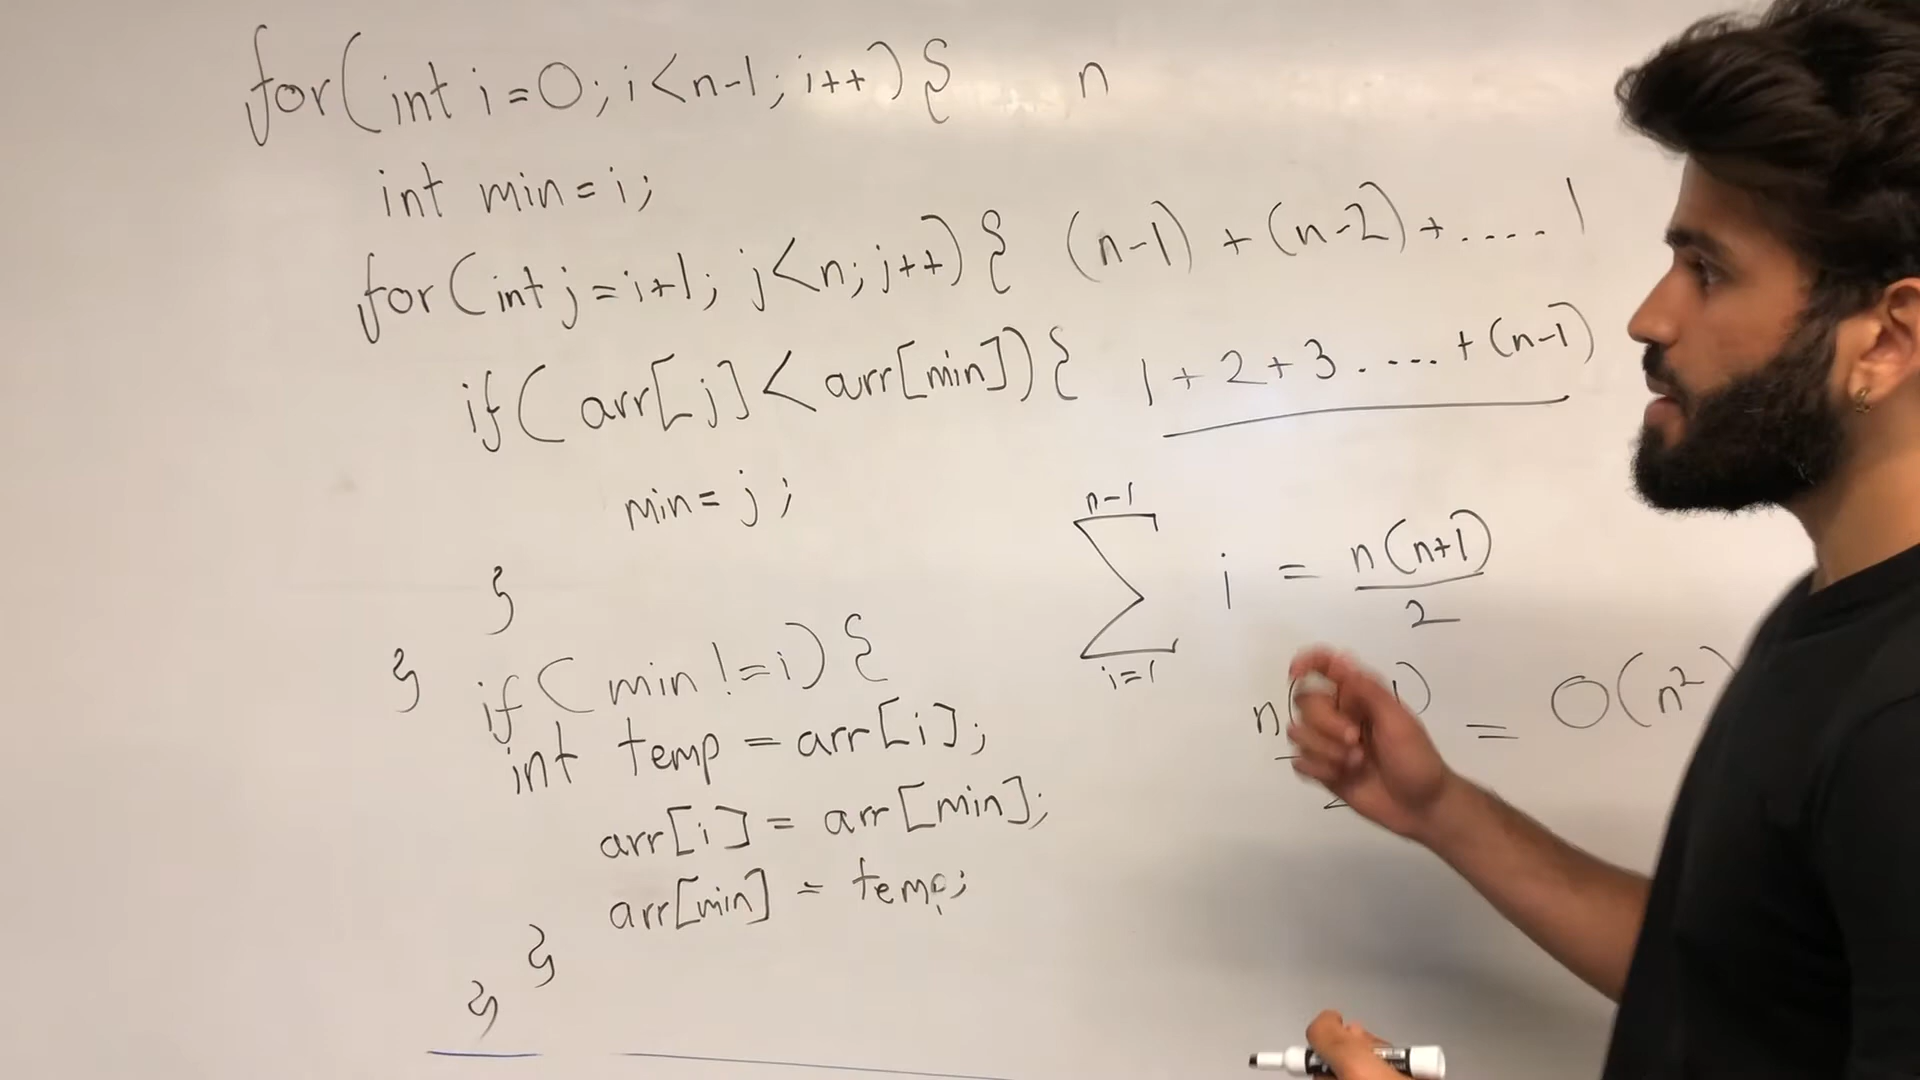 for(int i=0; i<n-1; i++){ n
int min=i;
for(int j=i+1; j<n; j++){ (n-1) + (n-2) + ..... 1
if( arr[j] < arr[min]){ 1 + 2 + 3 . ... + (n-1)
min = j ;
}
n-1
∑ i = n(n+1)
2
i=1
}
if( min != i) {
int temp = arr[i];
n( ) = O(n²)
arr[i] = arr[min];
arr[min] = temp;
}
}